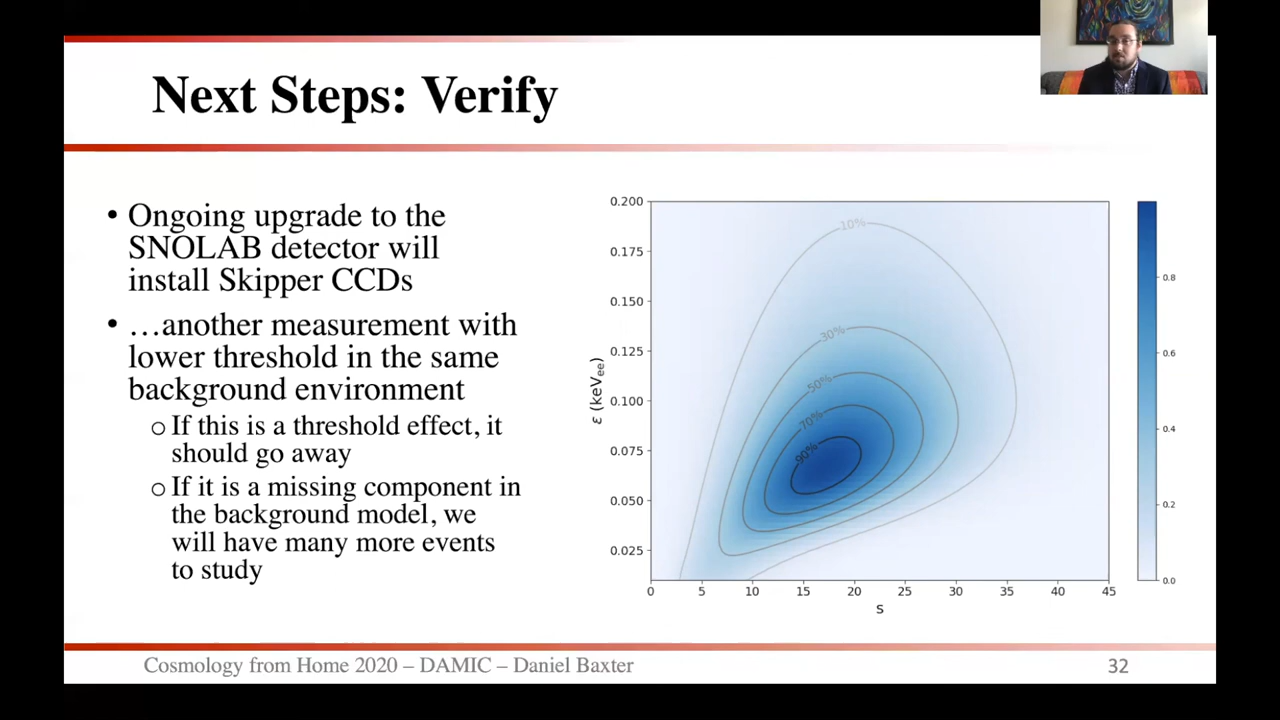 Next Steps: Verify
• Ongoing upgrade to the
SNOLAB detector will
install Skipper CCDs
• …another measurement with
lower threshold in the same
background environment
o If this is a threshold effect, it
should go away
o If it is a missing component in
the background model, we
will have many more events
to study
0.200
0.175
0.150
0.125
0.100
0.075
0.050
0.025
ε (keVee)
10%
30%
50%
70%
90%
0 5 10 15 20 25 30 35 40 45
s
0.8
0.6
0.4
0.2
0.0
Cosmology from Home 2020 – DAMIC – Daniel Baxter
32